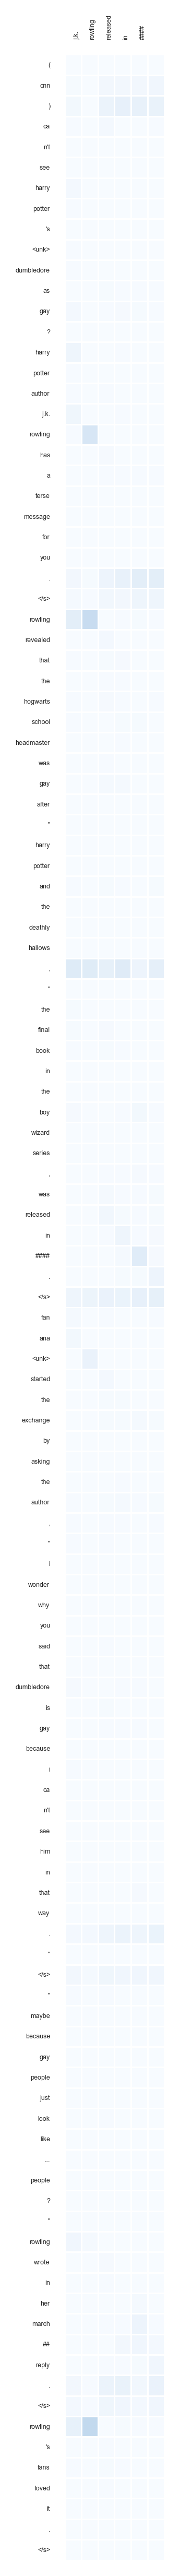 j.k.
rowling
released
in
####
(
cnn
)
ca
n't
see
harry
potter
's
<unk>
dumbledore
as
gay
?
harry
potter
author
j.k.
rowling
has
a
terse
message
for
you
.
</s>
rowling
revealed
that
the
hogwarts
school
headmaster
was
gay
after
"
harry
potter
and
the
deathly
hallows
,
"
the
final
book
in
the
boy
wizard
series
,
was
released
in
####
.
</s>
fan
ana
<unk>
started
the
exchange
by
asking
the
author
,
"
i
wonder
why
you
said
that
dumbledore
is
gay
because
i
ca
n't
see
him
in
that
way
.
"
</s>
"
maybe
because
gay
people
just
look
like
...
people
?
"
rowling
wrote
in
her
march
##
reply
.
</s>
rowling
's
fans
loved
it
.
</s>